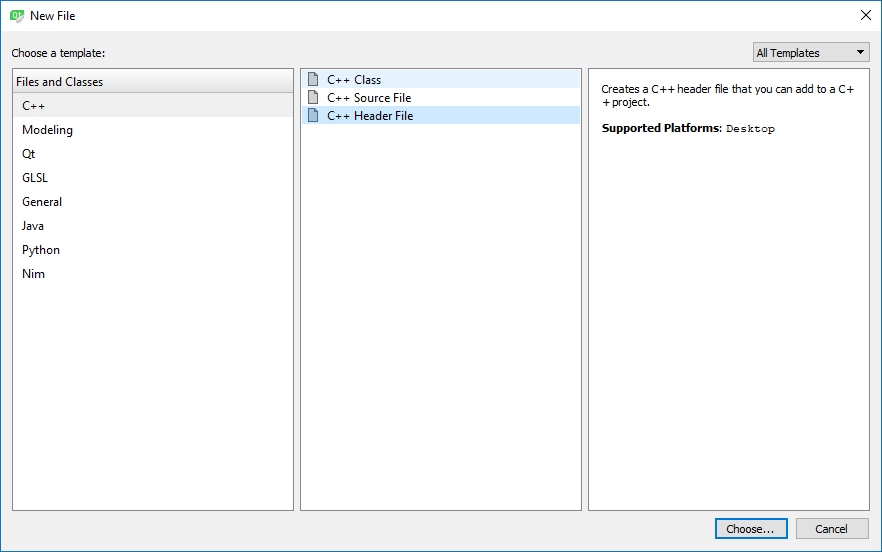 New File
Choose a template:
All Templates
Files and Classes
C++
Modeling
Qt
GLSL
General
Java
Python
Nim
C++ Class
C++ Source File
C++ Header File
Creates a C++ header file that you can add to a C+
+ project.
Supported Platforms: Desktop
Choose...
Cancel